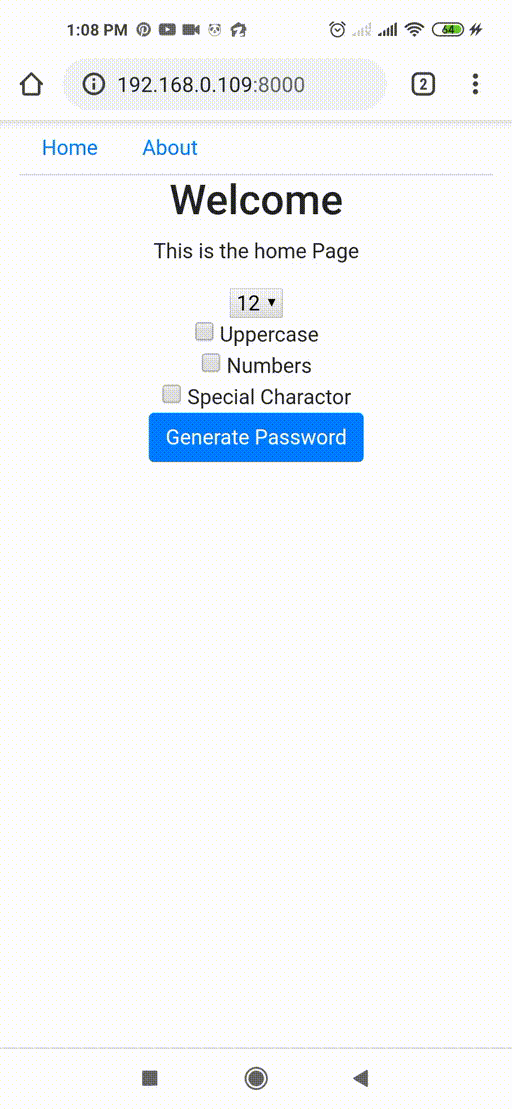 1:08 PM 64
192.168.0.109:8000 2
Home About
Welcome
This is the home Page
12
Uppercase
Numbers
Special Charactor
Generate Password